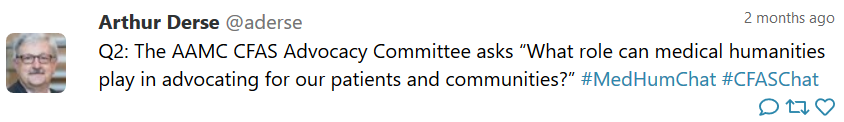 Arthur Derse @aderse 2 months ago
Q2: The AAMC CFAS Advocacy Committee asks “What role can medical humanities
play in advocating for our patients and communities?” #MedHumChat #CFASChat